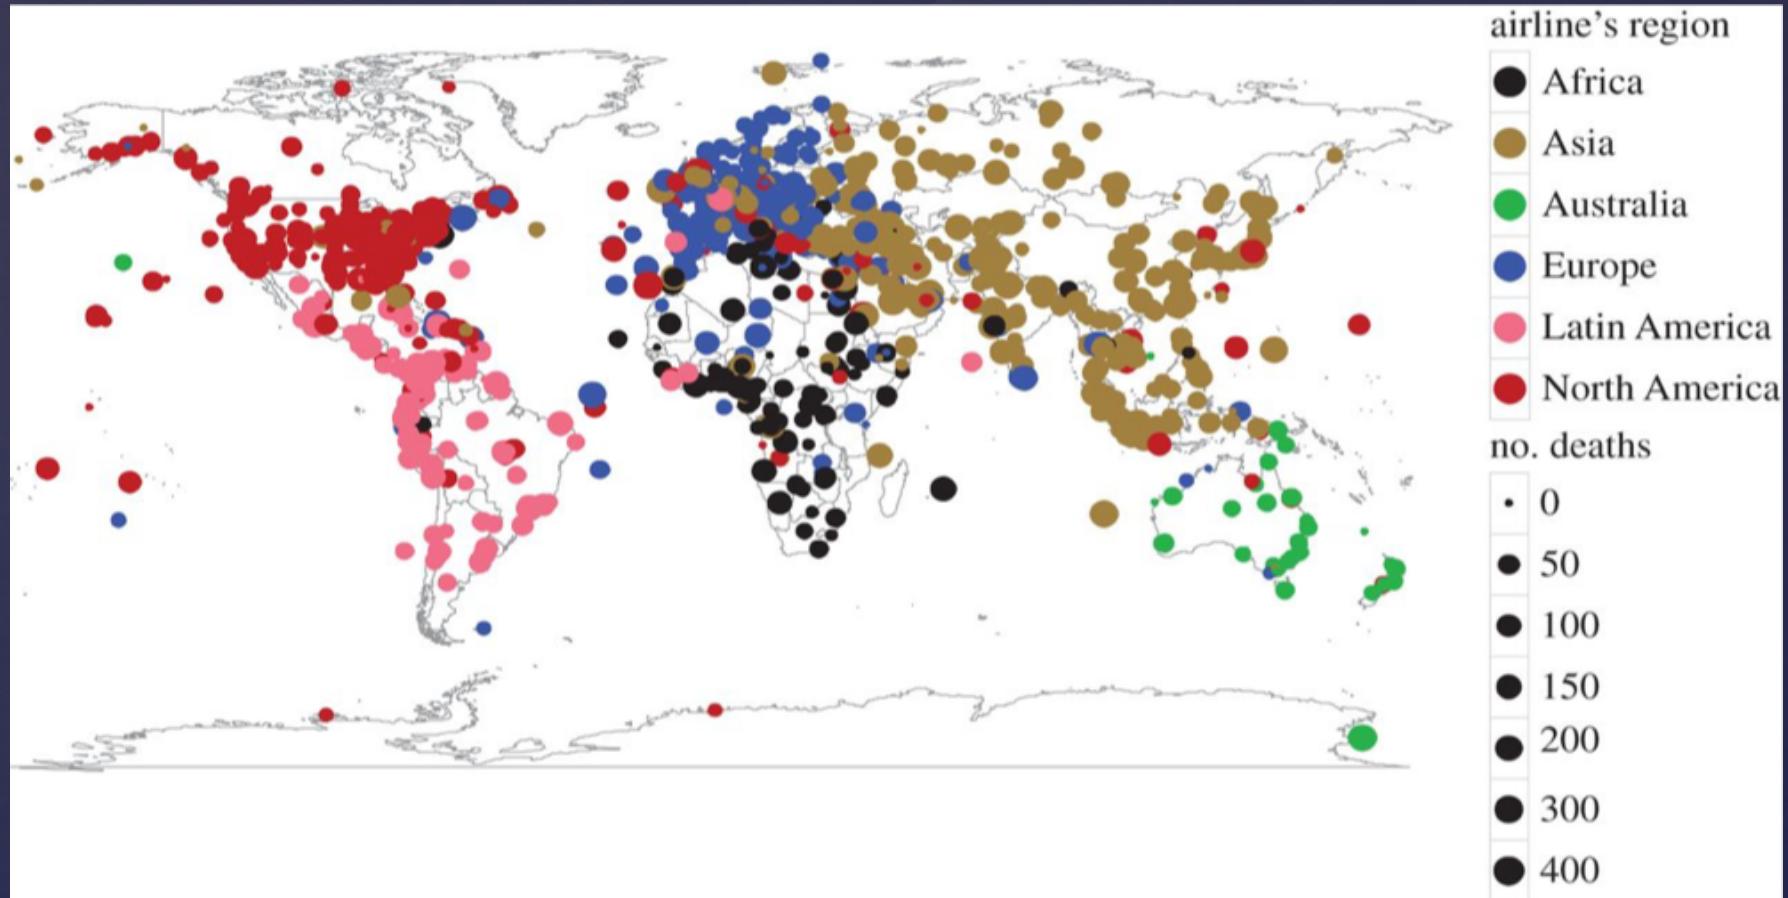 airline’s region
Africa
Asia
Australia
Europe
Latin America
North America
no. deaths
0
50
100
150
200
300
400